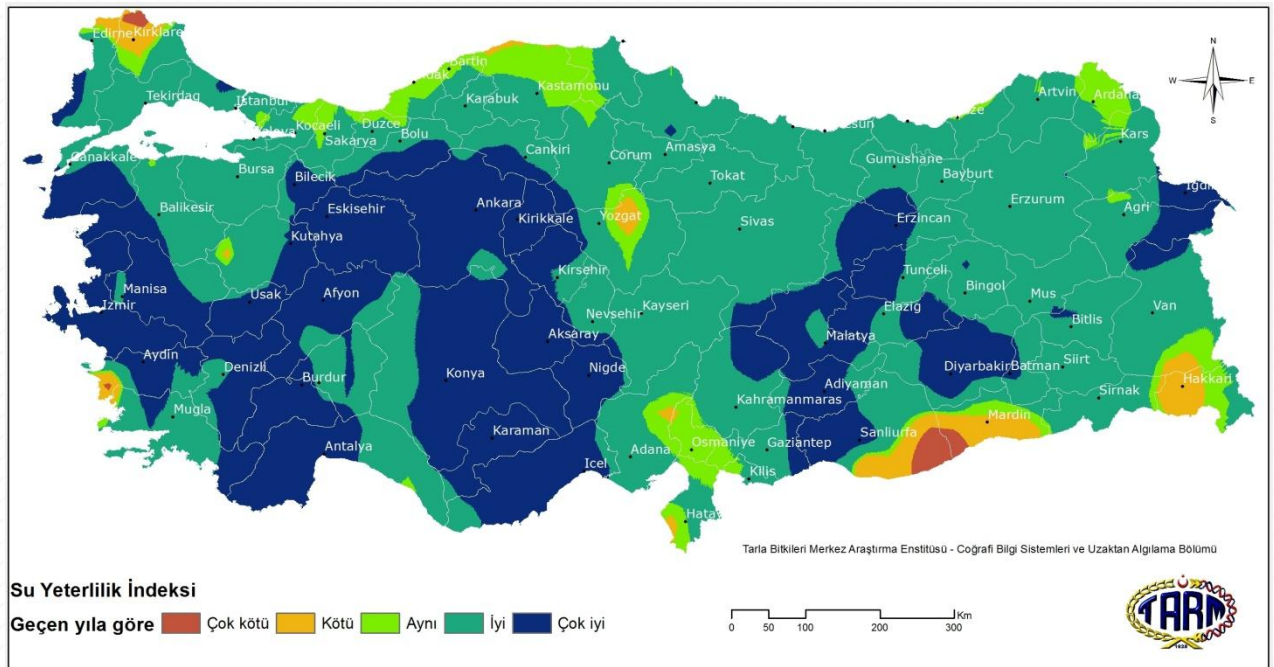 N
W E
S
Edirne
Kırklare
Tekirdag
Istanbul
Kocaeli
Sakarya
Duzce
Bolu
Bartin
Karabuk
Kastamonu
Cankiri
Corum
Amasya
Tokat
Sivas
Yozgat
Canakkale
Bursa
Bilecik
Balikesir
Eskisehir
Kutahya
Ankara
Kirikkale
Kirsehir
Nevsehir
Kayseri
Gumushane
Bayburt
Erzurum
Erzincan
Artvin
Ardaha
Kars
Igdir
Agri
Tunceli
Bingol
Mus
Bitlis
Van
Elazig
Malatya
Manisa
Izmir
Usak
Afyon
Aydin
Denizli
Burdur
Mugla
Antalya
Konya
Aksaray
Nigde
Karaman
Icel
Adana
Osmaniye
Kahramanmaras
Gaziantep
Kilis
Hatay
Adiyaman
Sanliurfa
Diyarbakir
Batman
Siirt
Mardin
Sirnak
Hakkari
Tarla Bitkileri Merkez Araştırma Enstitüsü - Coğrafi Bilgi Sistemleri ve Uzaktan Algılama Bölümü
Su Yeterlilik İndeksi
Geçen yıla göre Çok kötü Kötü Aynı İyi Çok iyi
Km
0 50 100 200 300
TARM